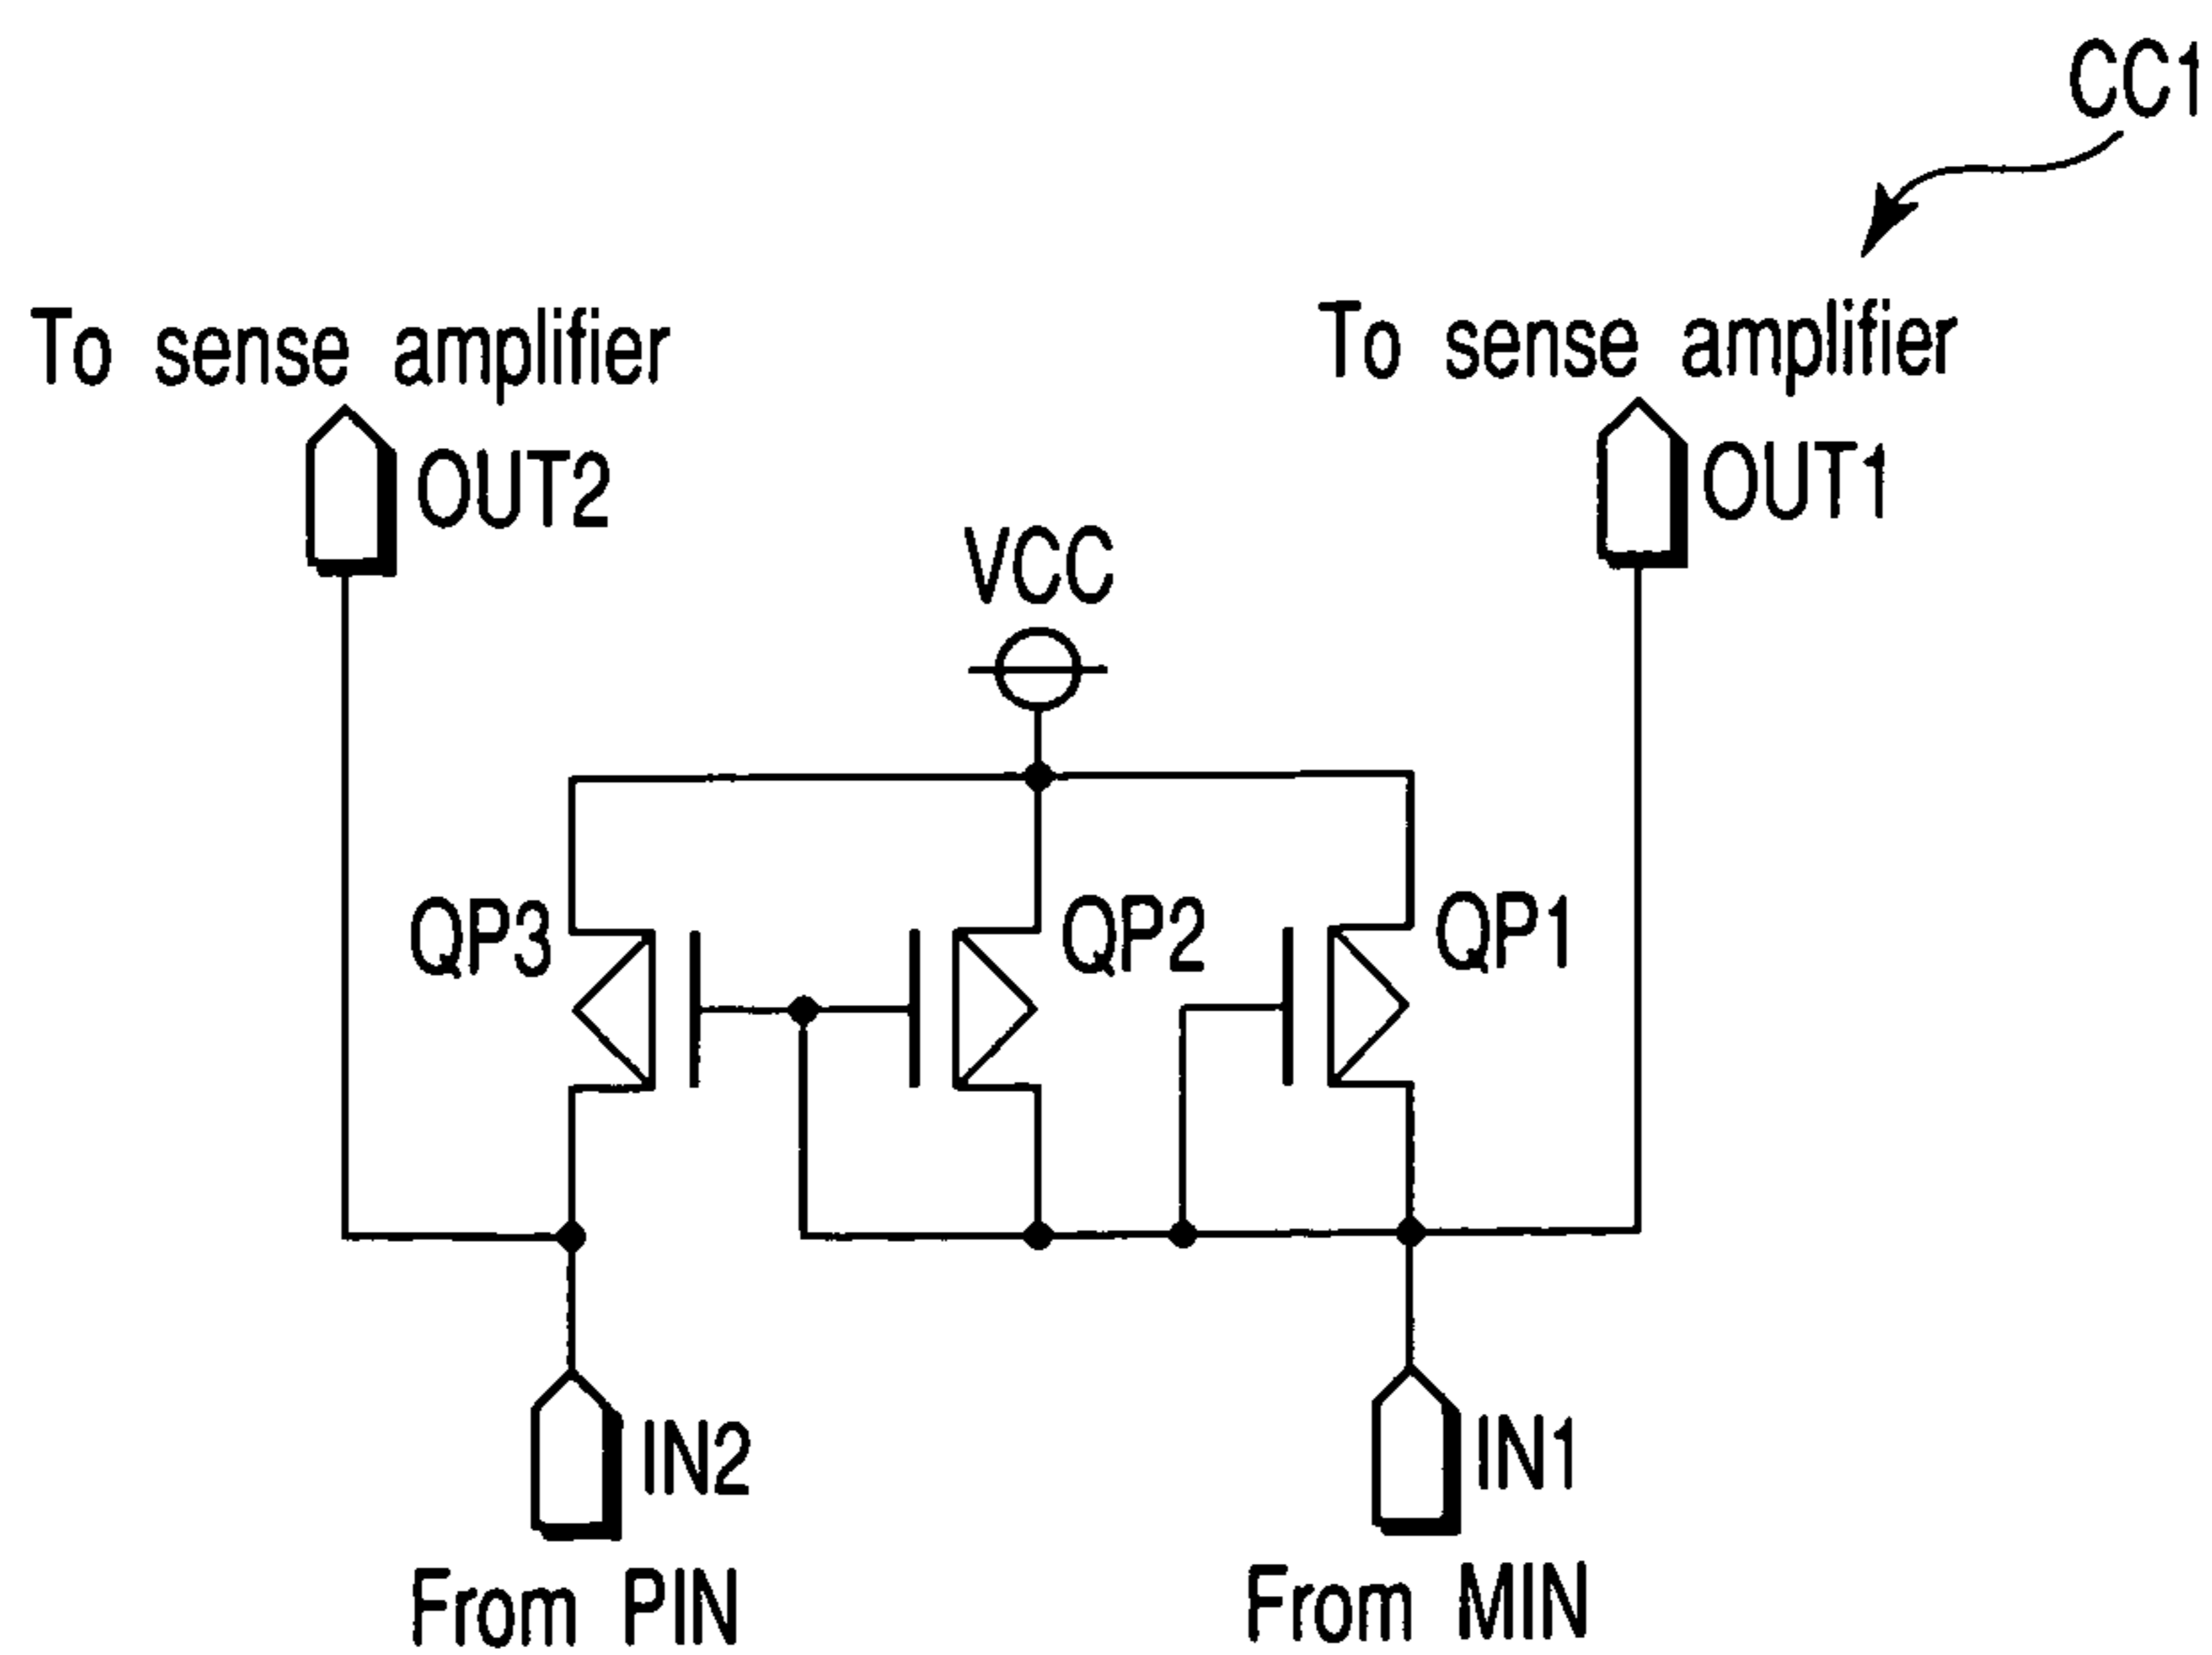 CC1
To sense amplifier
To sense amplifier
OUT2
OUT1
VCC
QP3
QP2
QP1
IN2
IN1
From PIN
From MIN